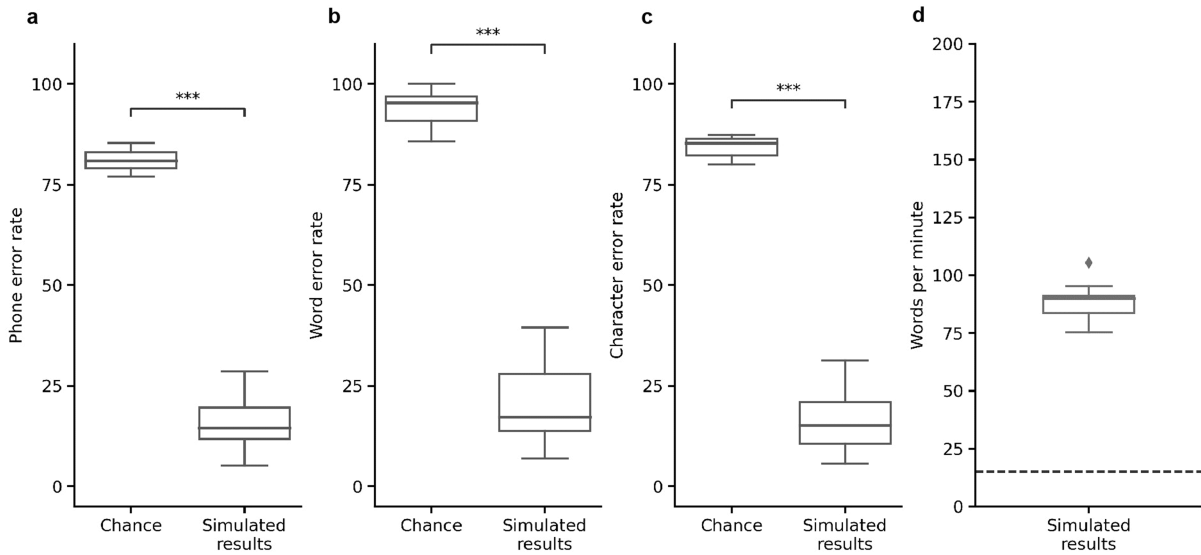 a
Phone error rate
100
75
50
25
0
***
Chance
Simulated
results
b
Word error rate
100
75
50
25
0
***
Chance
Simulated
results
c
Character error rate
100
75
50
25
0
***
Chance
Simulated
results
d
Words per minute
200
175
150
125
100
75
50
25
0
Simulated
results